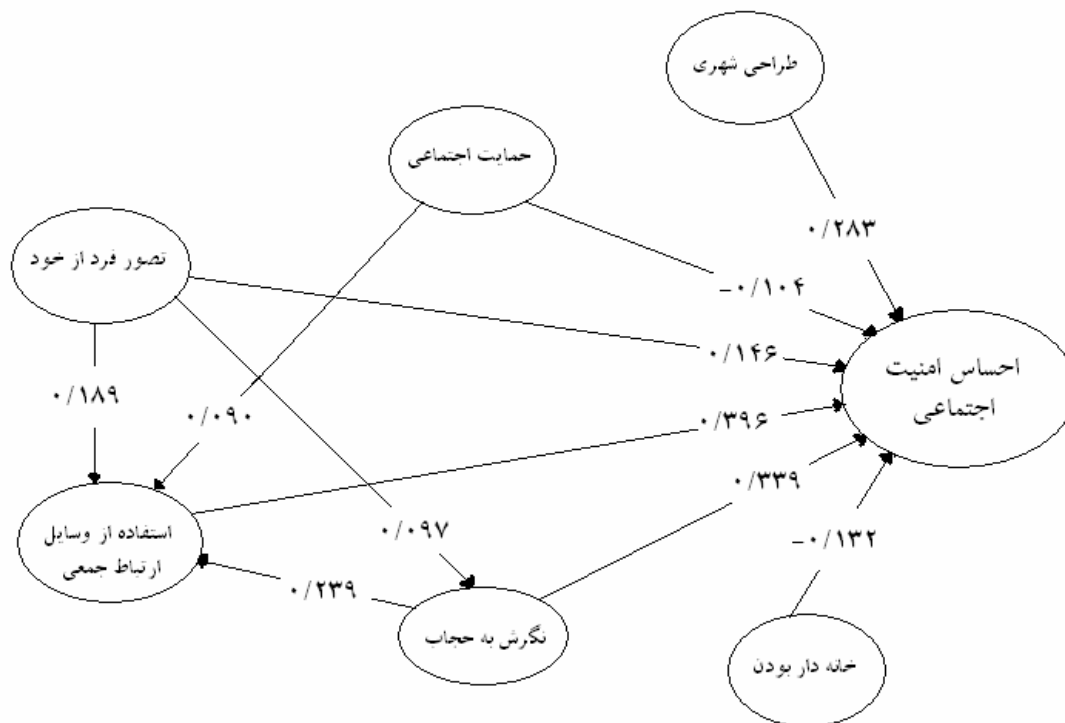 طراحی شهری
حمایت اجتماعی
۰/۲۸۳
تصور فرد از خود
-۰/۱۰۴
۰/۱۴۶
احساس امنیت
اجتماعی
۰/۱۸۹
۰/۰۹۰
۰/۳۹۶
۰/۳۳۹
استفاده از وسایل
ارتباط جمعی
۰/۰۹۷
-۰/۱۳۲
۰/۲۳۹
نگرش به حجاب
خانه دار بودن